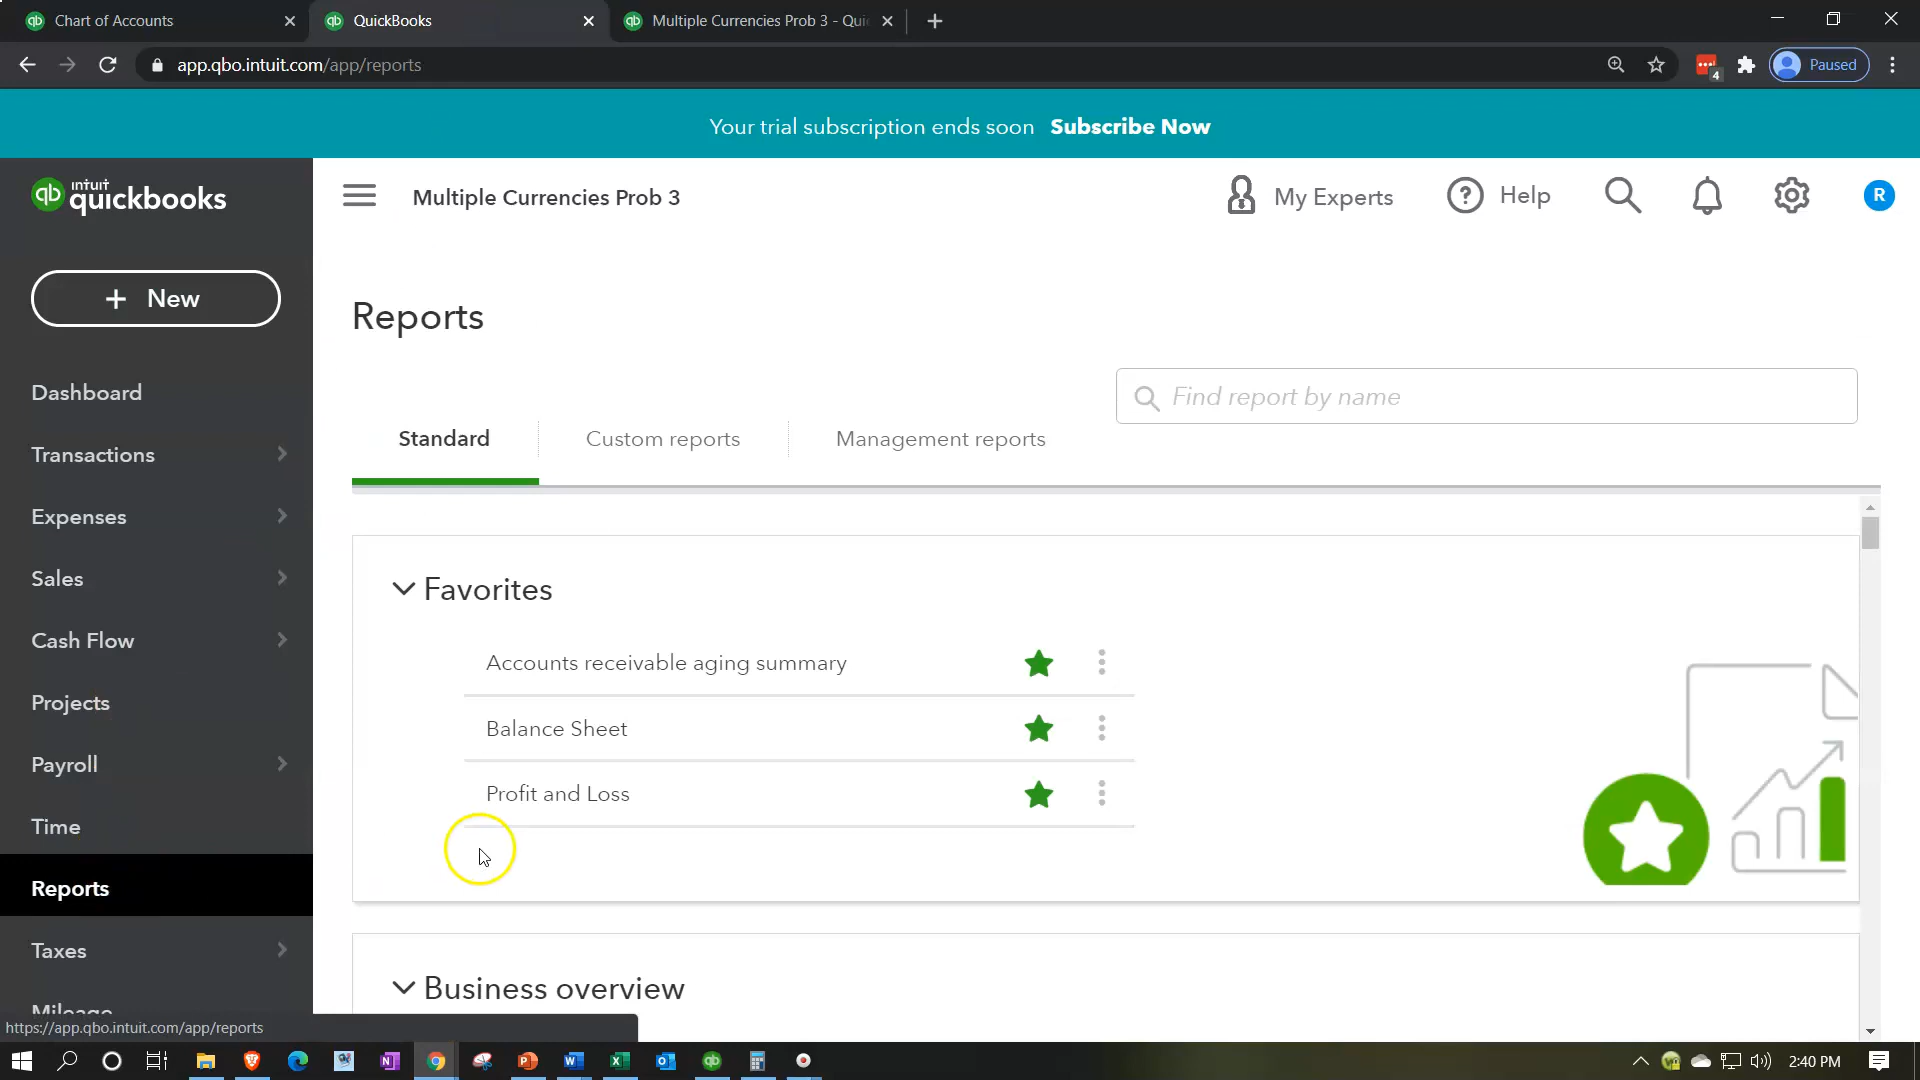 Chart of Accounts
QuickBooks
Multiple Currencies Prob 3 - Qui
app.qbo.intuit.com/app/reports
4
Paused
Your trial subscription ends soon Subscribe Now
qb
intuit
quickbooks
Multiple Currencies Prob 3
My Experts
Help
R
+ New
Reports
Find report by name
Standard
Custom reports
Management reports
Dashboard
Transactions
Expenses
Sales
Cash Flow
Projects
Payroll
Time
Reports
Taxes
Mileage
Favorites
Accounts receivable aging summary
Balance Sheet
Profit and Loss
Business overview
https://app.qbo.intuit.com/app/reports
2:40 PM